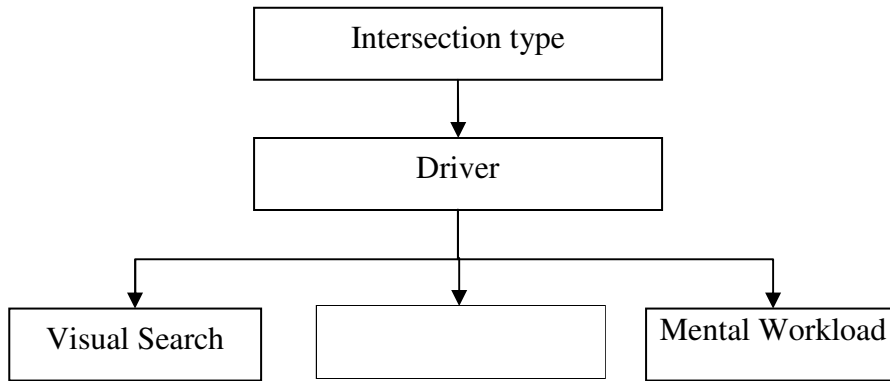 Intersection type
Driver
Visual Search
Mental Workload